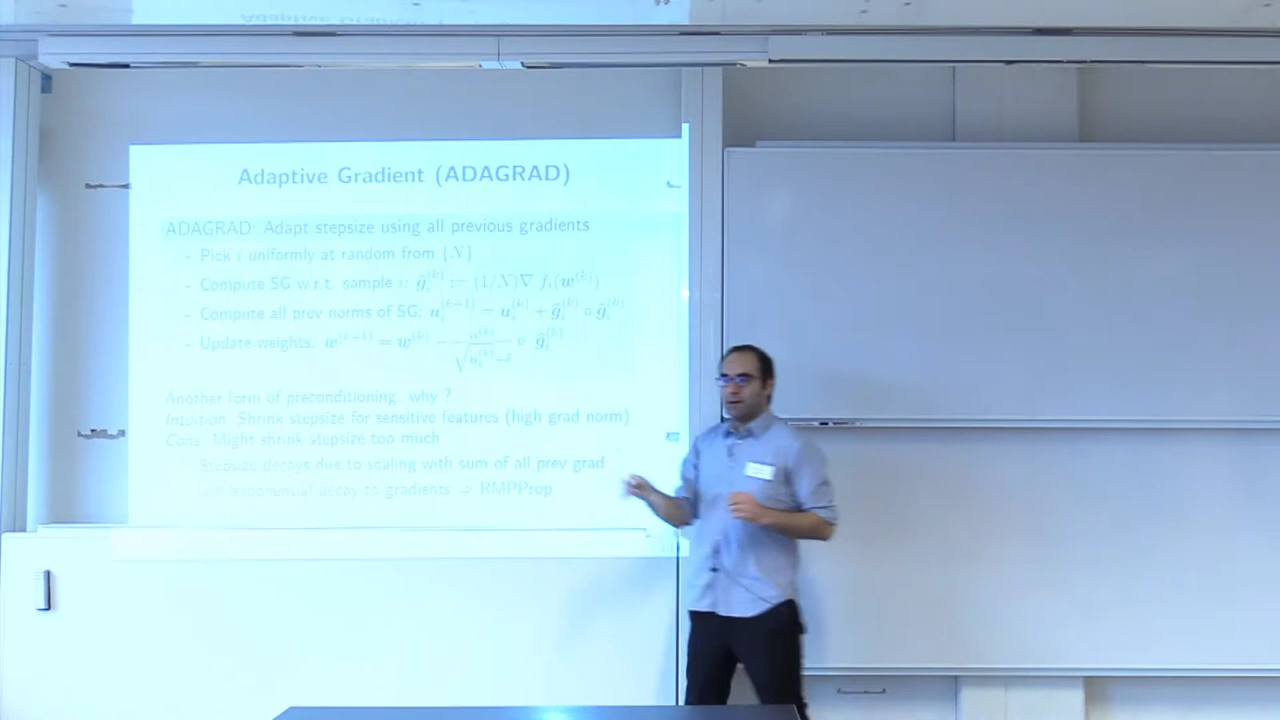 Adaptive Gradient (ADAGRAD)
ADAGRAD: Adapt stepsize using all previous gradients
- Pick i uniformly at random from {N}
- Compute SG w.r.t. sample i: ĝ_i^(k) := (1/N)∇ f_i(w^(k))
- Compute all prev norms of SG: u_i^(k+1) = u_i^(k) + ĝ_i^(k) ∘ ĝ_i^(k)
- Update weights: w^(k+1) = w^(k) − α^(k)/√(u_i^(k)+δ) ∘ ĝ_i^(k)
Another form of preconditioning, why ?
Intuition: Shrink stepsize for sensitive features (high grad norm)
Cons: Might shrink stepsize too much
Stepsize decays due to scaling with sum of all prev grad
exponential decay to gradients ⇒ RMPProp